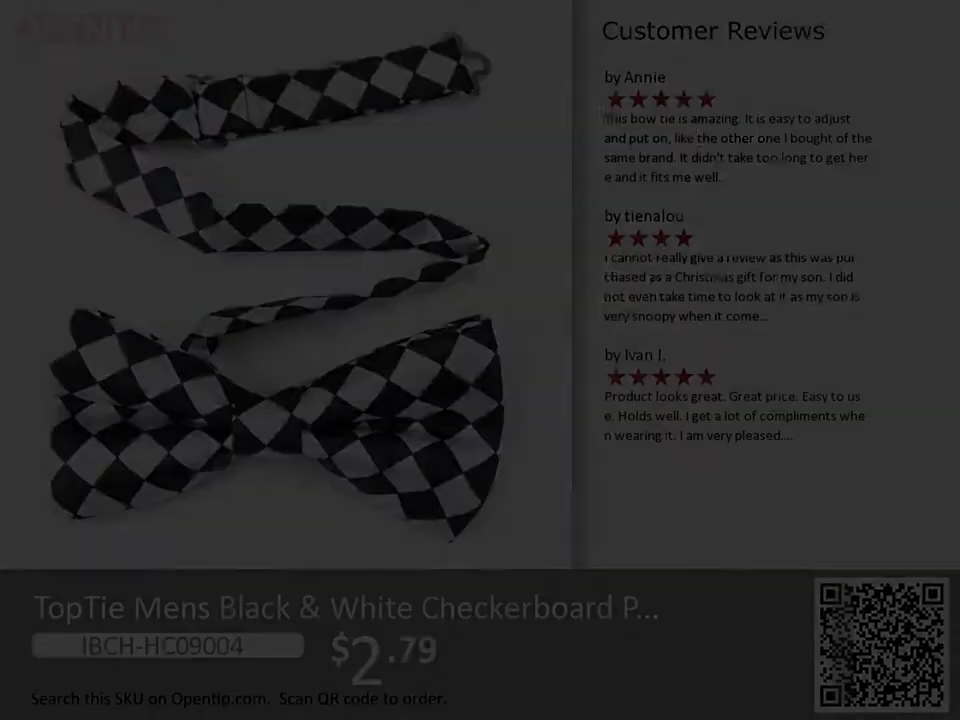 Customer Reviews
by Annie
This bow tie is amazing. It is easy to adjust
and put on, like the other one I bought of the
same brand. It didn't take too long to get her
e and it fits me well.
by tienalou
I cannot really give a review as this was pur
chased as a Christmas gift for my son. I did
not even take time to look at it as my son is
very snoopy when it come...
by Ivan I.
Product looks great. Great price. Easy to us
e. Holds well. I get a lot of compliments whe
n wearing it. I am very pleased....
TopTie Mens Black & White Checkerboard P...
IBCH-HC09004
$2.79
Search this SKU on Opentip.com. Scan QR code to order.